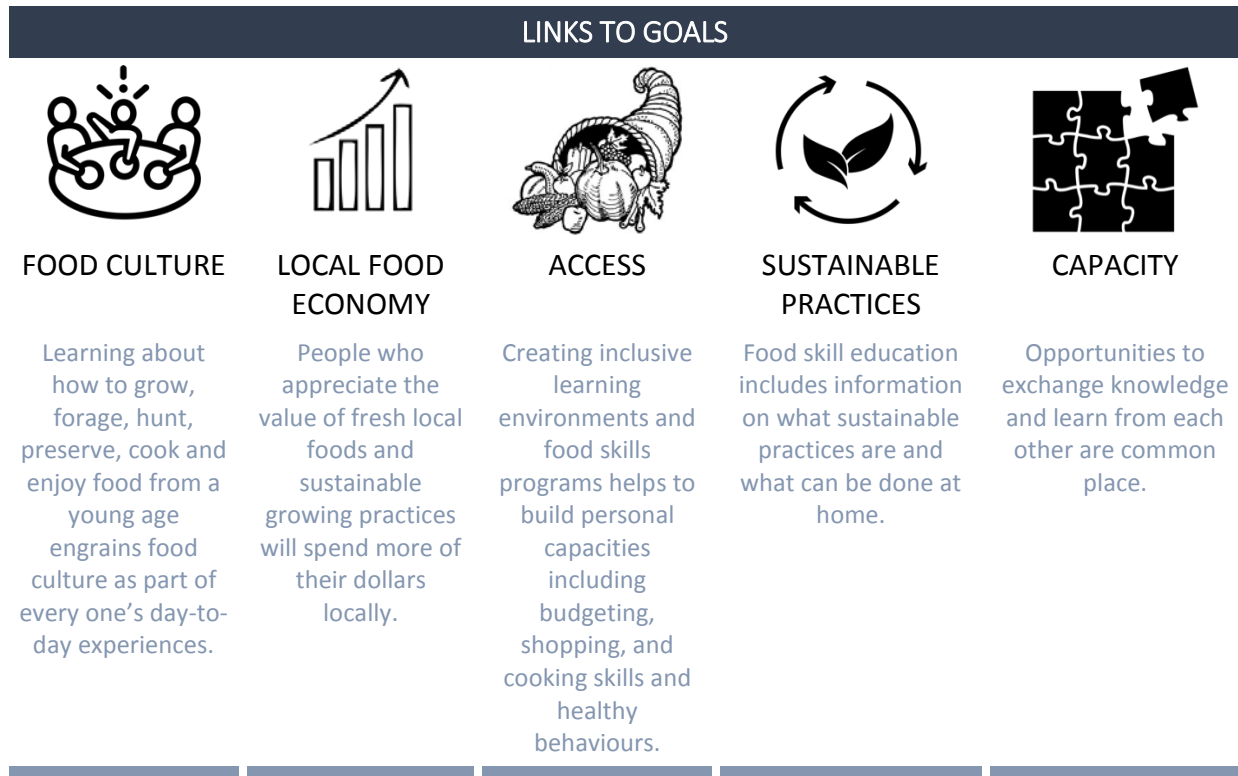 LINKS TO GOALS
FOOD CULTURE
Learning about
how to grow,
forage, hunt,
preserve, cook and
enjoy food from a
young age
engrains food
culture as part of
every one’s day-to-
day experiences.
LOCAL FOOD
ECONOMY
People who
appreciate the
value of fresh local
foods and
sustainable
growing practices
will spend more of
their dollars
locally.
ACCESS
Creating inclusive
learning
environments and
food skills
programs helps to
build personal
capacities
including
budgeting,
shopping, and
cooking skills and
healthy
behaviours.
SUSTAINABLE
PRACTICES
Food skill education
includes information
on what sustainable
practices are and
what can be done at
home.
CAPACITY
Opportunities to
exchange knowledge
and learn from each
other are common
place.